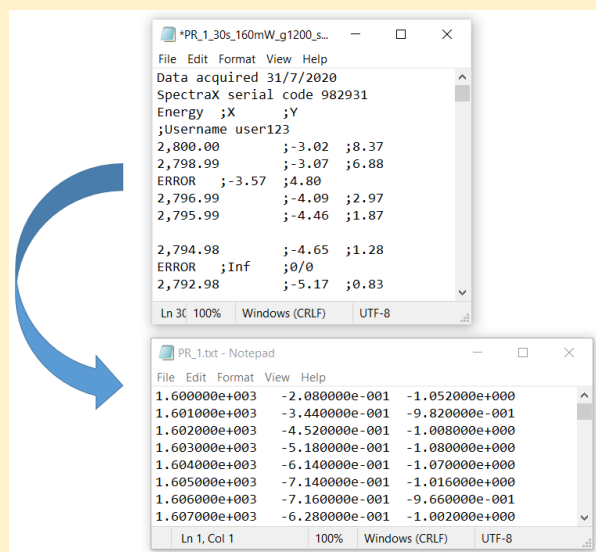 *PR_1_30s_160mW_g1200_s...
File Edit Format View Help
Data acquired 31/7/2020
SpectraX serial code 982931
Energy ;X ;Y
;Username user123
2,800.00 ;-3.02 ;8.37
2,798.99 ;-3.07 ;6.88
ERROR ;-3.57 ;4.80
2,796.99 ;-4.09 ;2.97
2,795.99 ;-4.46 ;1.87
2,794.98 ;-4.65 ;1.28
ERROR ;Inf ;0/0
2,792.98 ;-5.17 ;0.83
Ln 30 100% Windows (CRLF) UTF-8
PR_1.txt - Notepad
File Edit Format View Help
1.600000e+003 -2.080000e-001 -1.052000e+000
1.601000e+003 -3.440000e-001 -9.820000e-001
1.602000e+003 -4.520000e-001 -1.008000e+000
1.603000e+003 -5.180000e-001 -1.080000e+000
1.604000e+003 -6.140000e-001 -1.070000e+000
1.605000e+003 -7.140000e-001 -1.016000e+000
1.606000e+003 -7.160000e-001 -9.660000e-001
1.607000e+003 -6.280000e-001 -1.002000e+000
Ln 1, Col 1 100% Windows (CRLF) UTF-8